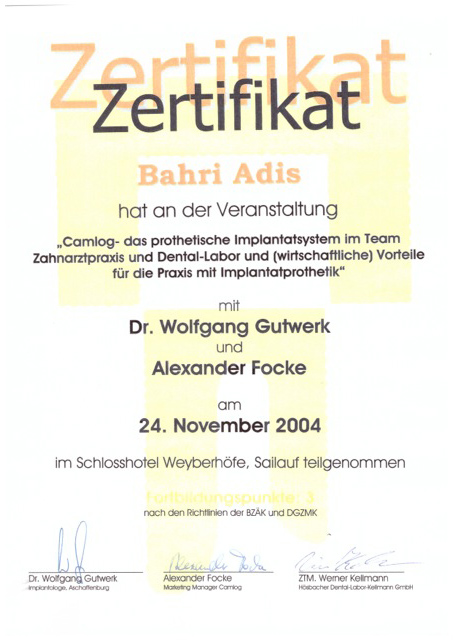 Zertifikat
Zertifikat
Bahri Adis
hat an der Veranstaltung
„Camlog- das prothetische Implantatsystem im Team
Zahnarztpraxis und Dental-Labor und (wirtschaftliche) Vorteile
für die Praxis mit Implantatprothetik“
mit
Dr. Wolfgang Gutwerk
und
Alexander Focke
am
24. November 2004
im Schlosshotel Weyberhöfe, Sailauf teilgenommen
Fortbildungspunkte: 3
nach den Richtlinien der BZÄK und DGZMK
Alexander Focke
Dr. Wolfgang Gutwerk Alexander Focke ZTM. Werner Kellmann
Implantologe, Aschaffenburg Marketing Manager Camlog Hösbacher Dental-Labor-Kellmann GmbH